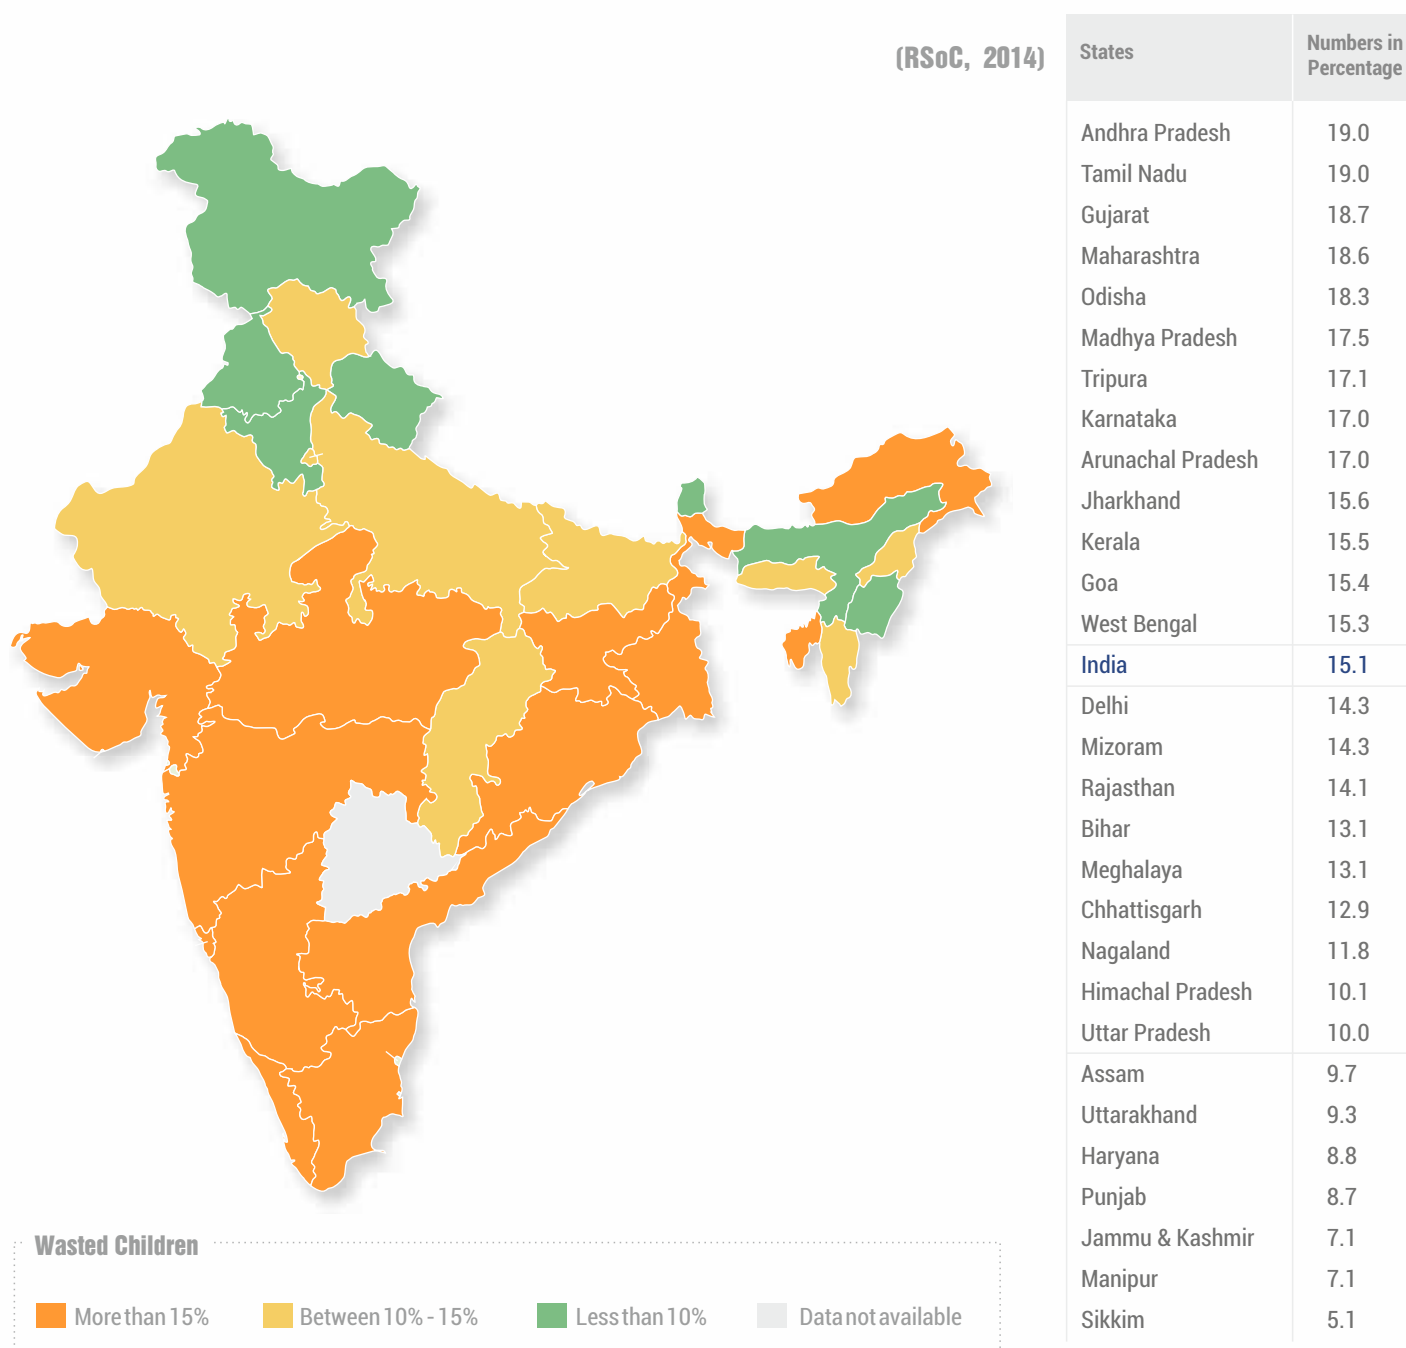 (RSoC, 2014)
States Numbers in Percentage
Andhra Pradesh 19.0
Tamil Nadu 19.0
Gujarat 18.7
Maharashtra 18.6
Odisha 18.3
Madhya Pradesh 17.5
Tripura 17.1
Karnataka 17.0
Arunachal Pradesh 17.0
Jharkhand 15.6
Kerala 15.5
Goa 15.4
West Bengal 15.3
India 15.1
Delhi 14.3
Mizoram 14.3
Rajasthan 14.1
Bihar 13.1
Meghalaya 13.1
Chhattisgarh 12.9
Nagaland 11.8
Himachal Pradesh 10.1
Uttar Pradesh 10.0
Assam 9.7
Uttarakhand 9.3
Haryana 8.8
Punjab 8.7
Jammu & Kashmir 7.1
Manipur 7.1
Sikkim 5.1
Wasted Children
More than 15% Between 10% - 15% Less than 10% Data not available